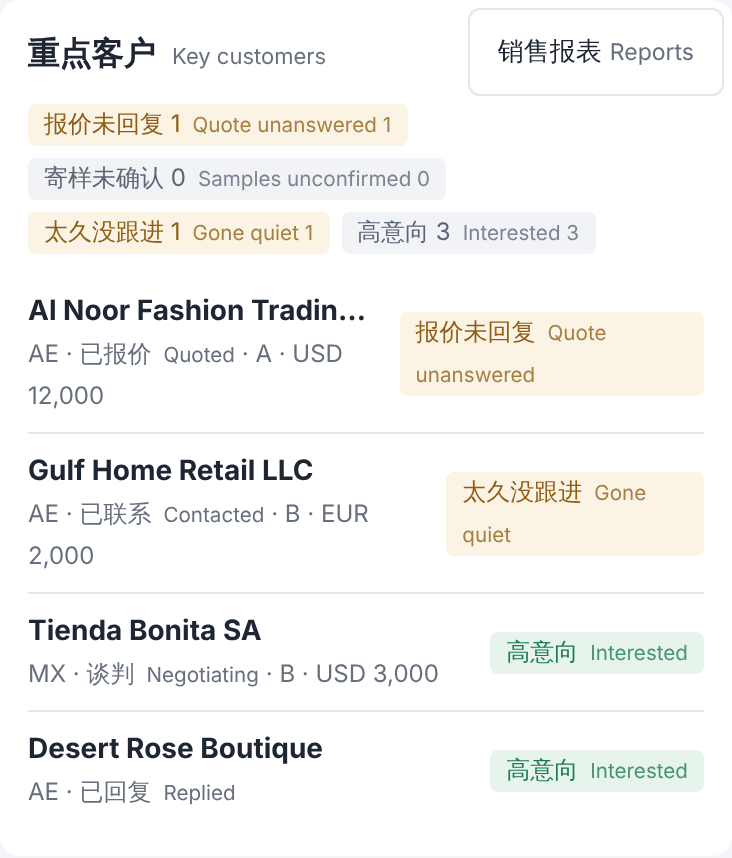 重点客户 Key customers
销售报表 Reports
报价未回复 1 Quote unanswered 1
寄样未确认 0 Samples unconfirmed 0
太久没跟进 1 Gone quiet 1
高意向 3 Interested 3
Al Noor Fashion Tradin...
AE · 已报价 Quoted · A · USD
12,000
报价未回复 Quote
unanswered
Gulf Home Retail LLC
AE · 已联系 Contacted · B · EUR
2,000
太久没跟进 Gone
quiet
Tienda Bonita SA
MX · 谈判 Negotiating · B · USD 3,000
高意向 Interested
Desert Rose Boutique
AE · 已回复 Replied
高意向 Interested